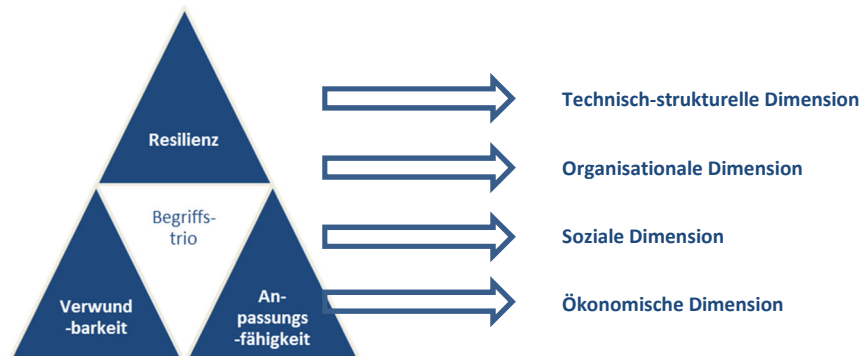 Resilienz
Begriffs-
trio
Verwund
-barkeit
An-
passungs
-fähigkeit
Technisch-strukturelle Dimension
Organisationale Dimension
Soziale Dimension
Ökonomische Dimension